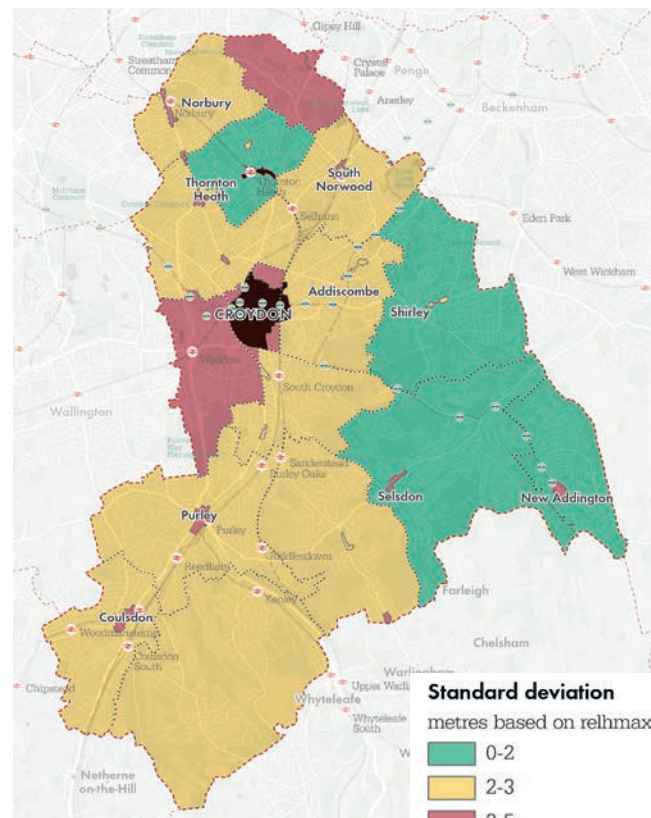 Gipsy Hill
Streatham
Common
Crystal
Palace
Penge
Anerley
Beckenham
Norbury
Norbury
Thornton
Heath
Thornton
Heath
South
Norwood
Selhurst
Eden Park
West Wickham
Addiscombe
CROYDON
Shirley
Waddon
Wallington
South Croydon
Sanderstead
Purley Oaks
Selsdon
New Addington
Purley
Purley
Riddlesdown
Reedham
Kenley
Farleigh
Coulsdon
Woodmansterne
Coulsdon
South
Chelsham
Chipstead
Warlingham
Upper Warli
Whyteleafe
Whyteleafe
South
Netherne
on-the-Hill
Standard deviation
metres based on relhmax
0-2
2-3